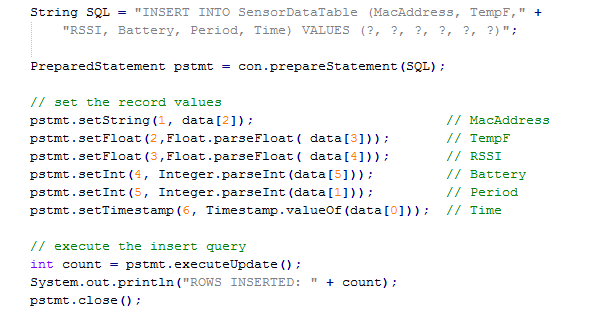 String SQL = "INSERT INTO SensorDataTable (MacAddress, TempF," +
"RSSI, Battery, Period, Time) VALUES (?, ?, ?, ?, ?, ?)";
PreparedStatement pstmt = con.prepareStatement(SQL);
// set the record values
pstmt.setString(1, data[2]); // MacAddress
pstmt.setFloat(2,Float.parseFloat( data[3])); // TempF
pstmt.setFloat(3,Float.parseFloat( data[4])); // RSSI
pstmt.setInt(4, Integer.parseInt(data[5])); // Battery
pstmt.setInt(5, Integer.parseInt(data[1])); // Period
pstmt.setTimestamp(6, Timestamp.valueOf(data[0])); // Time
// execute the insert query
int count = pstmt.executeUpdate();
System.out.println("ROWS INSERTED: " + count);
pstmt.close();